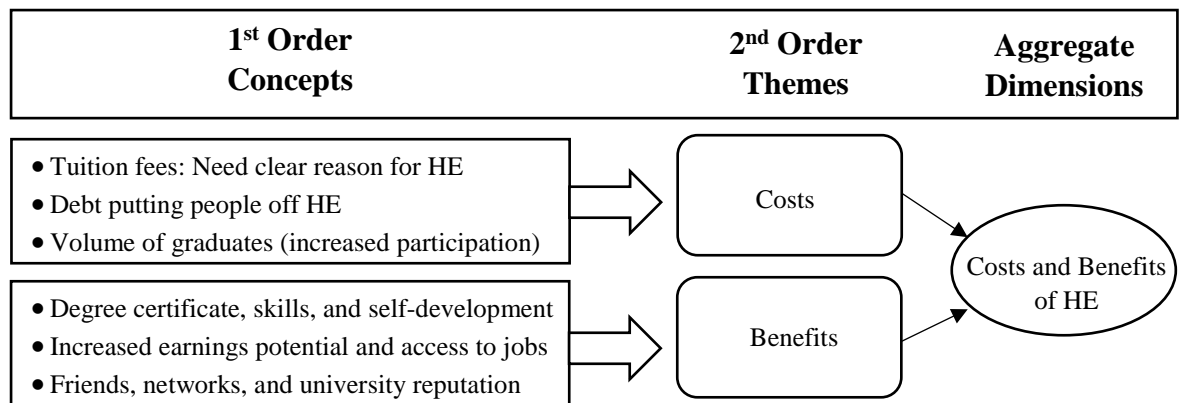 1st Order
Concepts
2nd Order
Themes
Aggregate
Dimensions
• Tuition fees: Need clear reason for HE
• Debt putting people off HE
• Volume of graduates (increased participation)
Costs
• Degree certificate, skills, and self-development
• Increased earnings potential and access to jobs
• Friends, networks, and university reputation
Benefits
Costs and Benefits
of HE